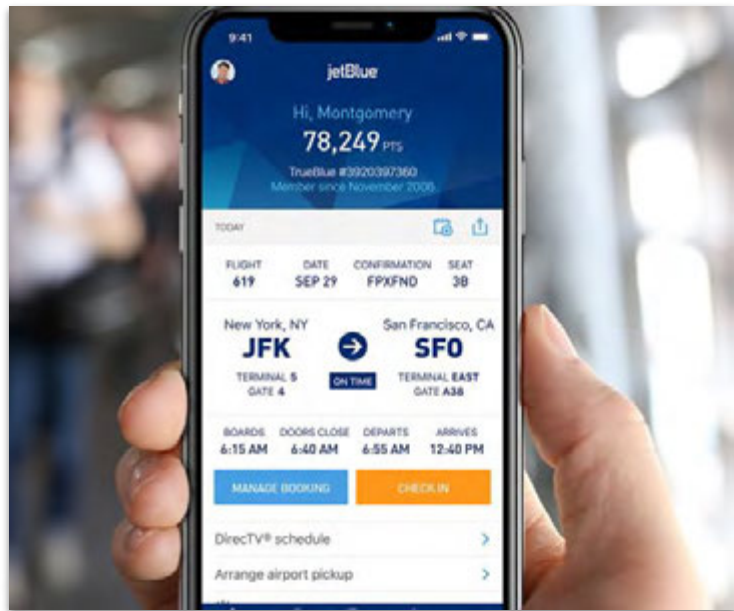 9:41
jetBlue
Hi, Montgomery
78,249 PTS
TrueBlue #3920397360
Member since November 2006
TODAY
FLIGHT DATE CONFIRMATION SEAT
619 SEP 29 FPXFND 3B
New York, NY San Francisco, CA
JFK SFO
TERMINAL 5 ON TIME TERMINAL EAST
GATE 4 GATE A38
BOARDS DOORS CLOSE DEPARTS ARRIVES
6:15 AM 6:40 AM 6:55 AM 12:40 PM
MANAGE BOOKING CHECK IN
DirecTV® schedule
Arrange airport pickup